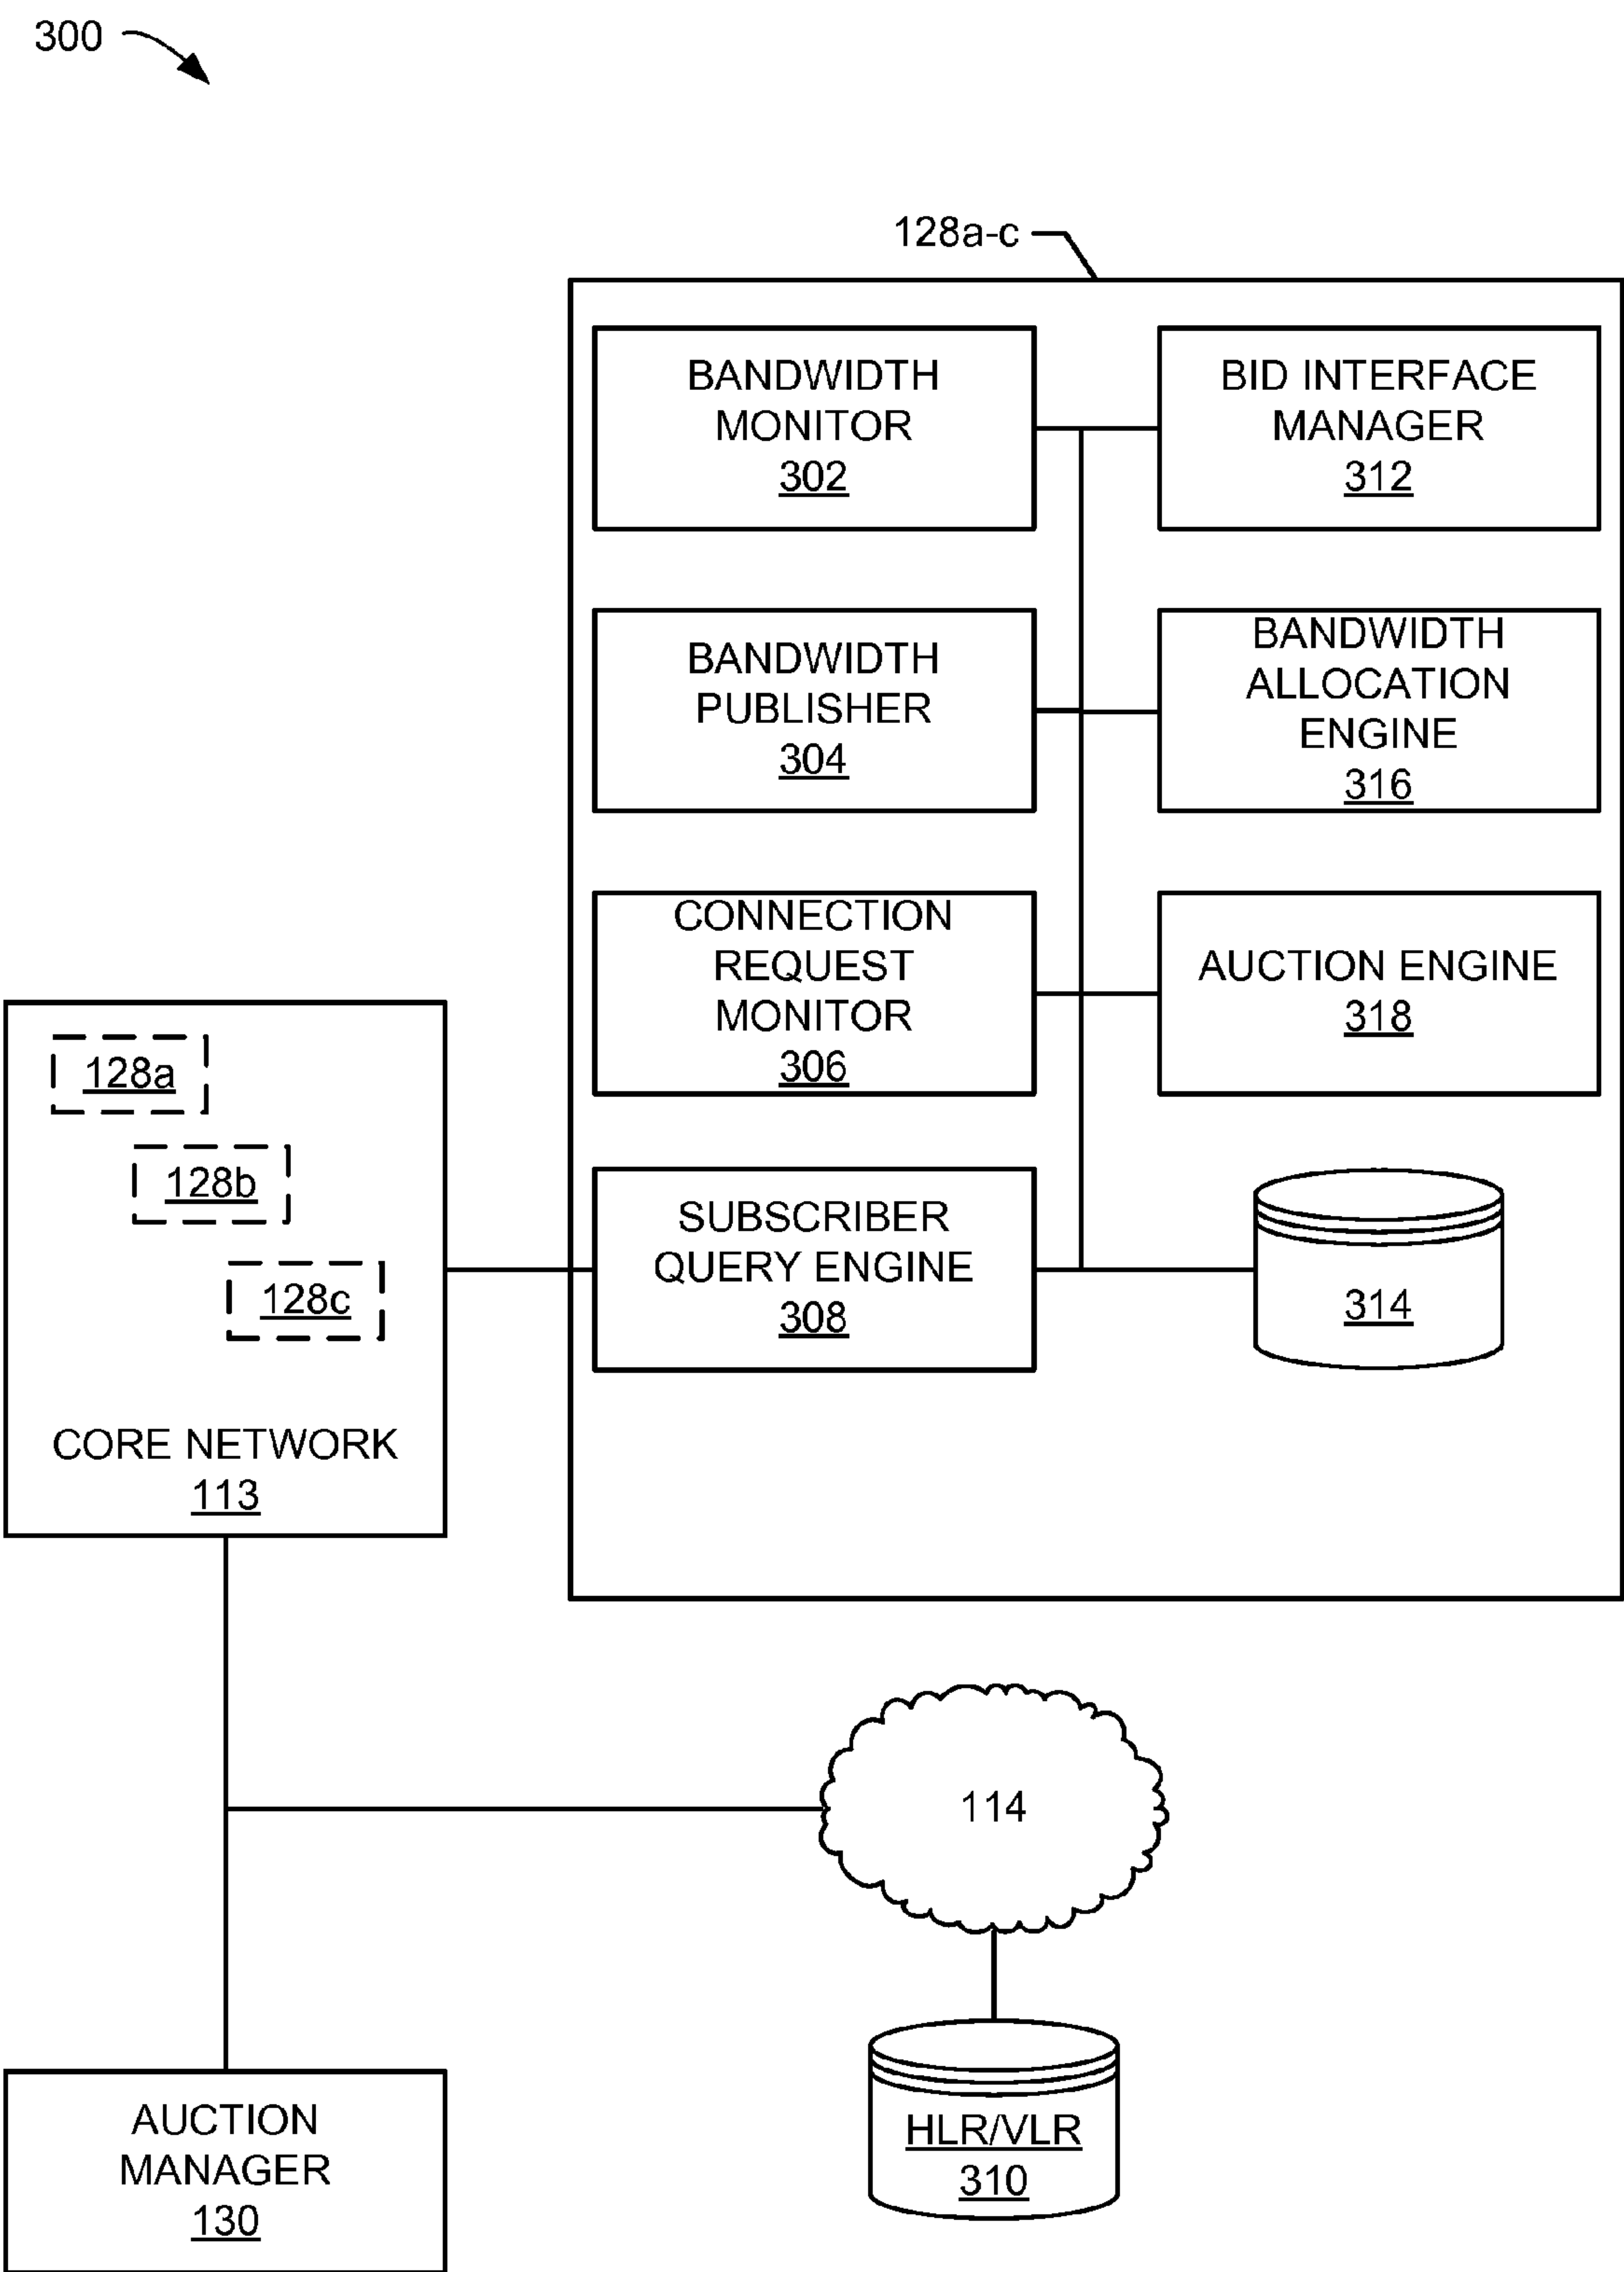 300
128a-c
BANDWIDTH
MONITOR
302
BID INTERFACE
MANAGER
312
BANDWIDTH
PUBLISHER
304
BANDWIDTH
ALLOCATION
ENGINE
316
CONNECTION
REQUEST
MONITOR
306
AUCTION ENGINE
318
128a
128b
128c
CORE NETWORK
113
SUBSCRIBER
QUERY ENGINE
308
314
114
HLR/VLR
310
AUCTION
MANAGER
130